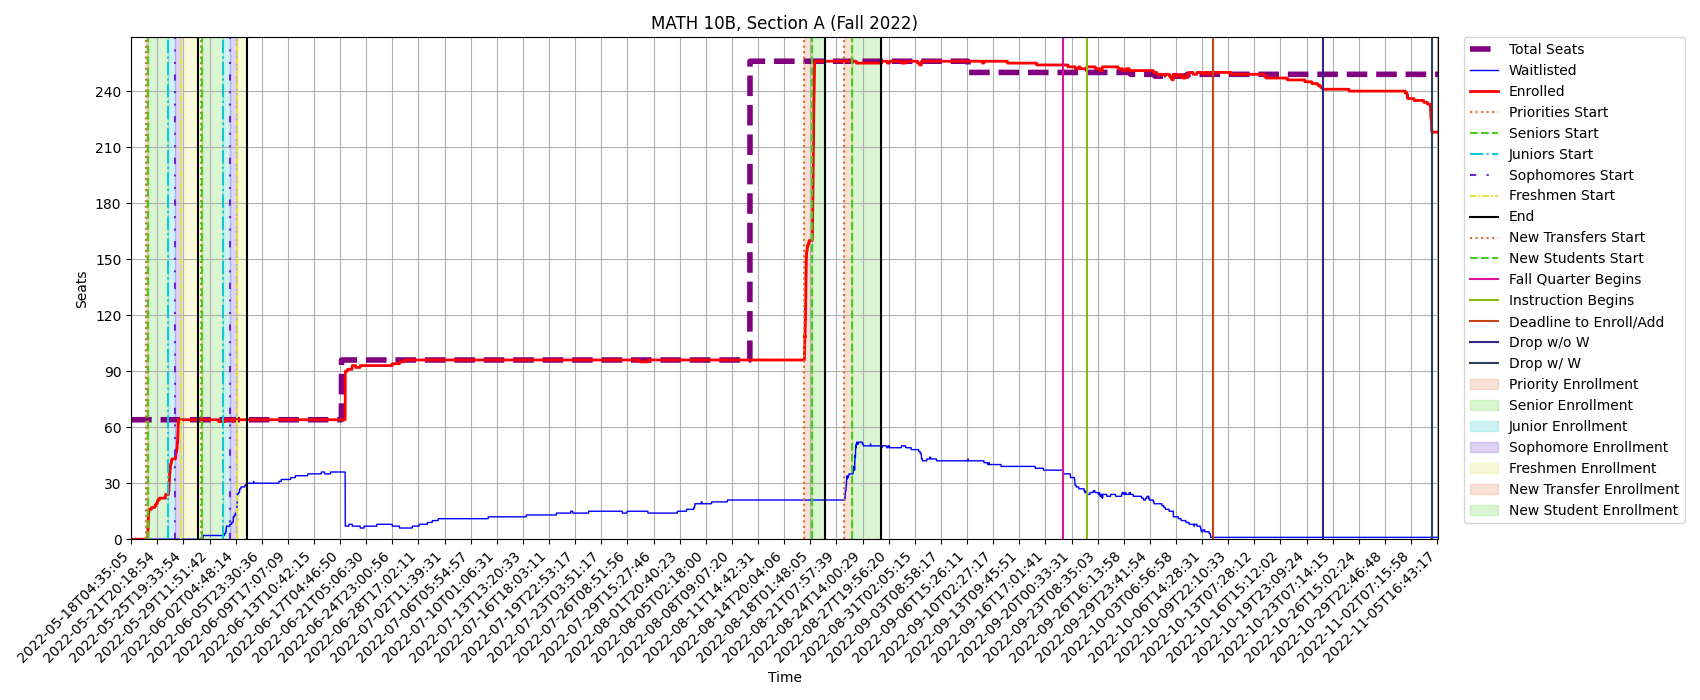 MATH 10B, Section A (Fall 2022)
Seats
240
210
180
150
120
90
60
30
0
2022-05-18T04:35:05
2022-05-21T20:18:54
2022-05-25T19:33:54
2022-05-29T11:51:42
2022-06-02T04:48:14
2022-06-05T23:30:36
2022-06-09T17:07:09
2022-06-13T10:42:15
2022-06-17T04:46:50
2022-06-21T05:06:30
2022-06-24T23:00:56
2022-06-28T17:02:11
2022-07-02T11:39:31
2022-07-06T05:54:57
2022-07-10T01:06:31
2022-07-13T13:20:33
2022-07-16T18:03:11
2022-07-19T22:53:17
2022-07-23T03:51:17
2022-07-26T08:51:56
2022-07-29T15:27:46
2022-08-01T20:40:23
2022-08-05T02:18:00
2022-08-08T09:07:20
2022-08-11T14:42:31
2022-08-14T20:04:06
2022-08-18T01:48:05
2022-08-21T07:57:39
2022-08-24T14:00:29
2022-08-27T19:56:20
2022-08-31T02:05:15
2022-09-03T08:58:17
2022-09-06T15:26:11
2022-09-10T02:27:17
2022-09-13T09:45:51
2022-09-16T17:01:41
2022-09-20T00:33:31
2022-09-23T08:35:03
2022-09-26T16:13:58
2022-09-29T23:41:54
2022-10-03T06:56:58
2022-10-06T14:28:31
2022-10-09T22:10:33
2022-10-13T07:28:12
2022-10-16T15:12:02
2022-10-19T23:09:24
2022-10-23T07:14:15
2022-10-26T15:02:24
2022-10-29T22:46:48
2022-11-02T07:15:58
2022-11-05T16:43:17
Time
Total Seats
Waitlisted
Enrolled
Priorities Start
Seniors Start
Juniors Start
Sophomores Start
Freshmen Start
End
New Transfers Start
New Students Start
Fall Quarter Begins
Instruction Begins
Deadline to Enroll/Add
Drop w/o W
Drop w/ W
Priority Enrollment
Senior Enrollment
Junior Enrollment
Sophomore Enrollment
Freshmen Enrollment
New Transfer Enrollment
New Student Enrollment